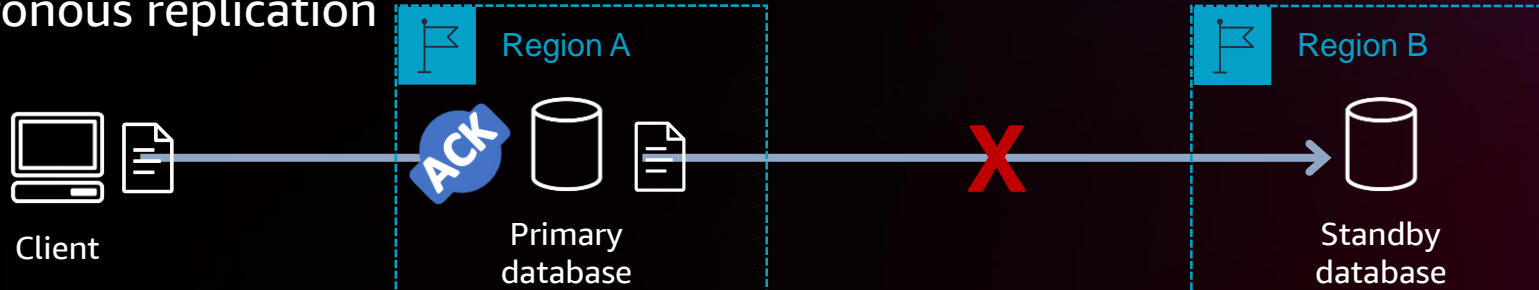 onous replication
Region A
Region B
ACK
X
Client
Primary
database
Standby
database